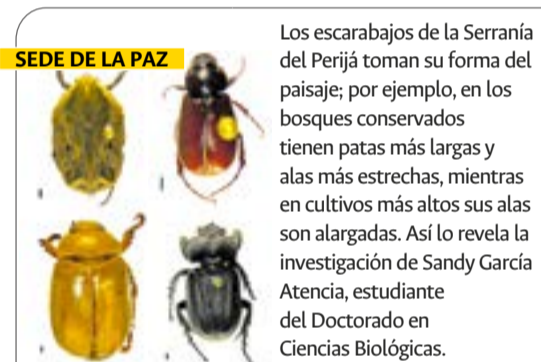 SEDE DE LA PAZ
Los escarabajos de la Serranía
del Perijá toman su forma del
paisaje; por ejemplo, en los
bosques conservados
tienen patas más largas y
alas más estrechas, mientras
en cultivos más altos sus alas
son alargadas. Así lo revela la
investigación de Sandy García
Atencia, estudiante
del Doctorado en
Ciencias Biológicas.